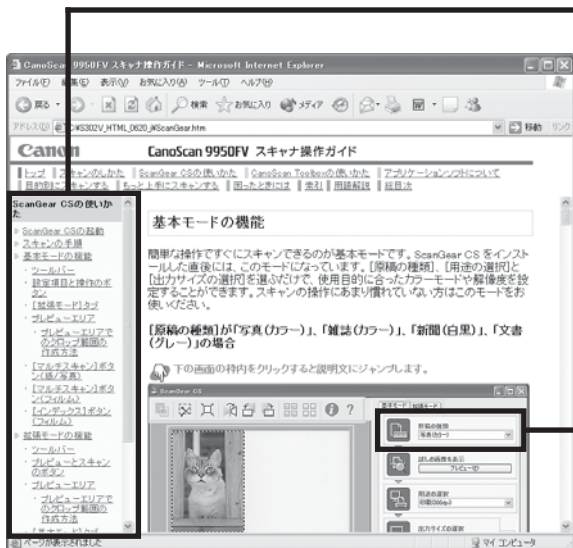 CanoScan 9950FV スキャナ操作ガイド - Microsoft Internet Explorer
ファイル(F) 編集(E) 表示(V) お気に入り(A) ツール(T) ヘルプ(H)
戻る 検索 お気に入り メディア
アドレス(D) C:¥S302V_HTML_0620_j¥ScanGear.htm 移動 リンク
Canon CanoScan 9950FV スキャナ操作ガイド
トップ スキャンのしかた ScanGear CSの使いかた CanoScan Toolboxの使いかた アプリケーションソフトについて
目的別にスキャンする もっと上手にスキャンする 困ったときには 索引 用語解説 総目次
ScanGear CSの使いか
た
ScanGear CSの起動
スキャンの手順
基本モードの機能
・ツールバー
・設定項目と操作のボ
タン
・[拡張モード]タブ
・プレビューエリア
・プレビューエリアで
のクロップ範囲の
作成方法
・[マルチスキャン]ボタ
ン(紙/写真)
・[マルチスキャン]ボタ
ン(フィルム)
・[インデックス]ボタン
(フィルム)
拡張モードの機能
・ツールバー
・プレビューとスキャン
のボタン
・プレビューエリア
・プレビューエリアで
のクロップ範囲の
作成方法
・[基本モード]タブ
基本モードの機能
簡単な操作ですぐにスキャンできるのが基本モードです。ScanGear CS をインスト
ールした直後には、このモードになっています。[原稿の種類]、[用途の選択]と
[出力サイズの選択]を選ぶだけで、使用目的に合ったカラーモードや解像度を設
定することができます。スキャンの操作にあまり慣れていない方はこのモードをお
使いください。
[原稿の種類]が「写真(カラー)」、「雑誌(カラー)」、「新聞(白黒)」、「文書
(グレー)」の場合
下の画面の枠内をクリックすると説明文にジャンプします。
ScanGear CS
基本モード 拡張モード
原稿の種類
写真(カラー)
試しの画像を表示
プレビュー(P)
用途の選択
印刷(300dpi)
出力サイズの選択
ページが表示されました マイ コンピュータ